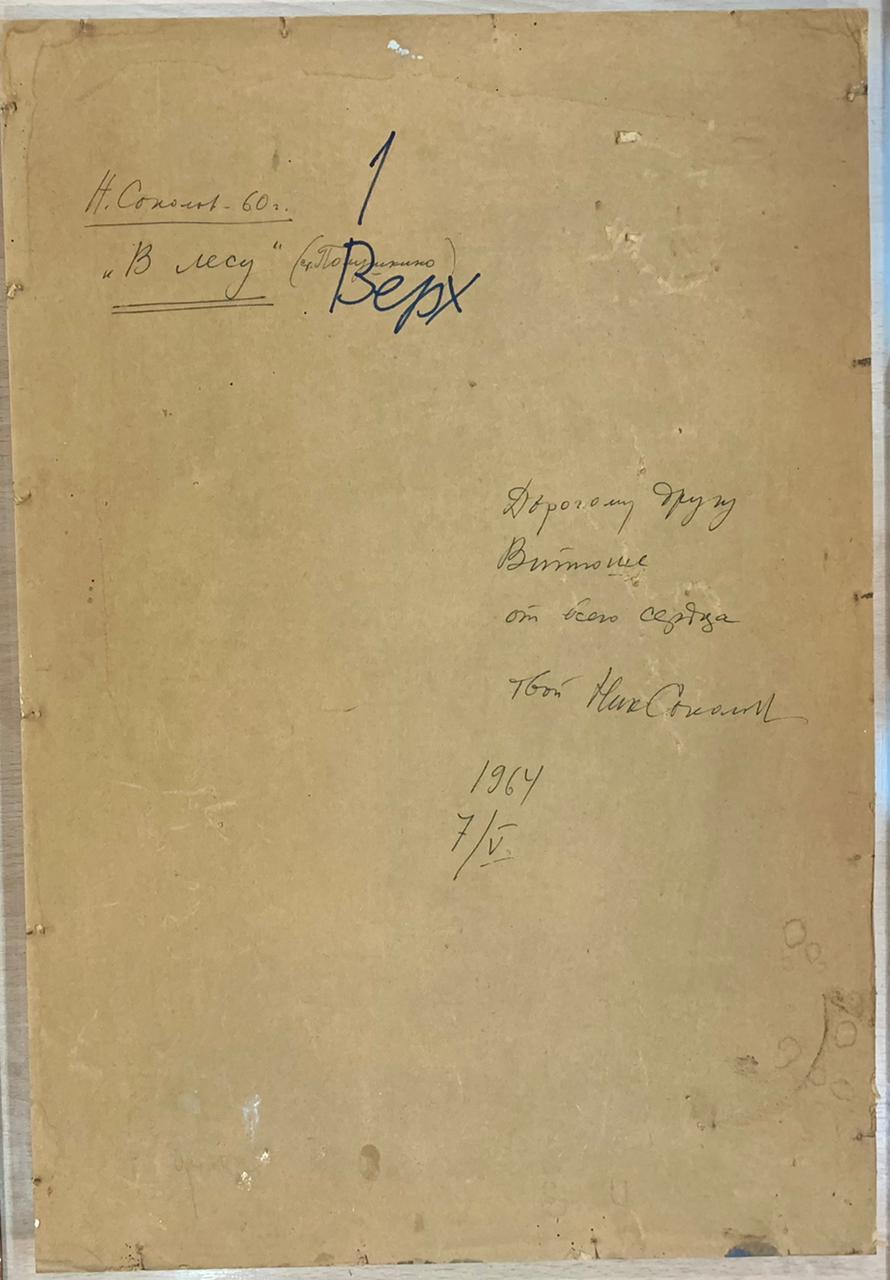 1
Н. Соколов - 60 г.
„В лесу" (
Верх
Дорогому другу
Витюше
от всего сердца
твой Ник Соколов
1964
7/V